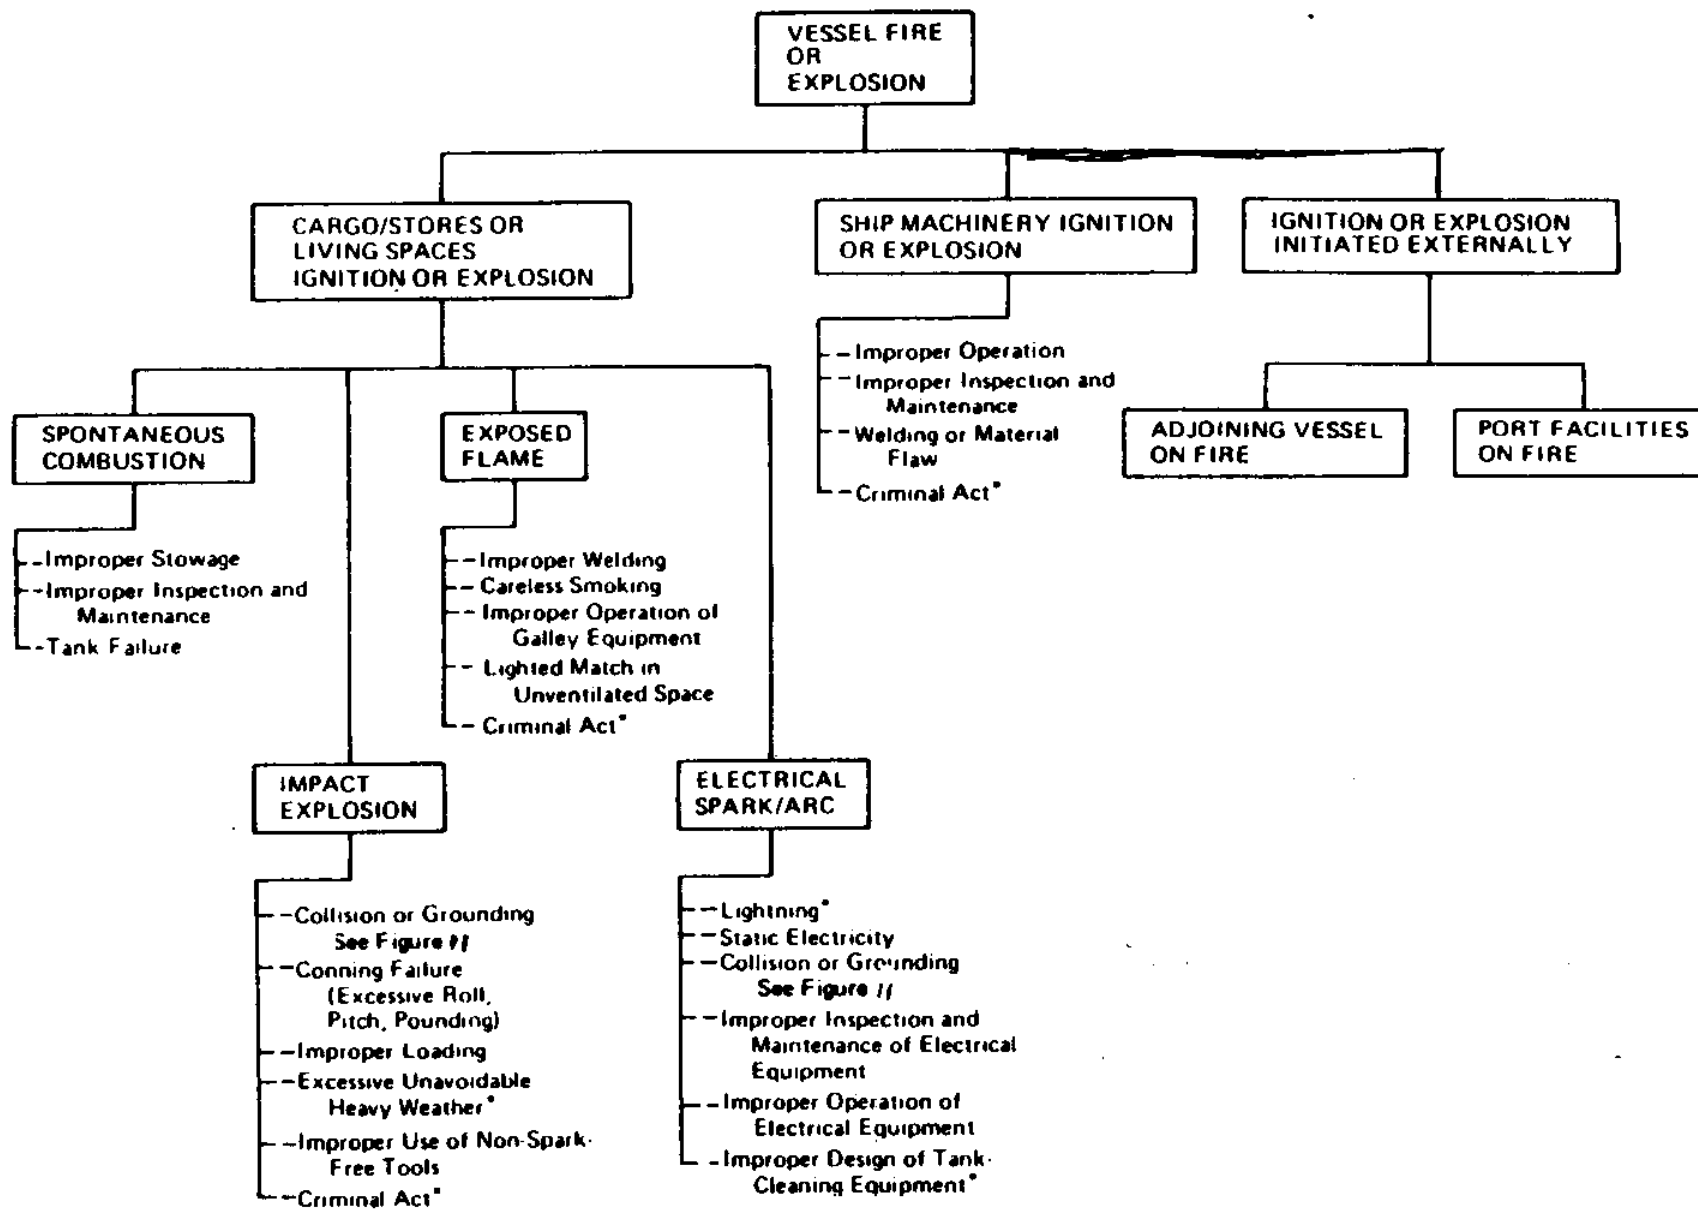 VESSEL FIRE
OR
EXPLOSION
CARGO/STORES OR
LIVING SPACES
IGNITION OR EXPLOSION
SHIP MACHINERY IGNITION
OR EXPLOSION
IGNITION OR EXPLOSION
INITIATED EXTERNALLY
Improper Operation
Improper Inspection and
Maintenance
Welding or Material
Flaw
Criminal Act*
ADJOINING VESSEL
ON FIRE
PORT FACILITIES
ON FIRE
SPONTANEOUS
COMBUSTION
Improper Stowage
Improper Inspection and
Maintenance
Tank Failure
EXPOSED
FLAME
Improper Welding
Careless Smoking
Improper Operation of
Galley Equipment
Lighted Match in
Unventilated Space
Criminal Act*
IMPACT
EXPLOSION
Collision or Grounding
See Figure 11
Conning Failure
(Excessive Roll,
Pitch, Pounding)
Improper Loading
Excessive Unavoidable
Heavy Weather*
Improper Use of Non-Spark-
Free Tools
Criminal Act*
ELECTRICAL
SPARK/ARC
Lightning*
Static Electricity
Collision or Grounding
See Figure 11
Improper Inspection and
Maintenance of Electrical
Equipment
Improper Operation of
Electrical Equipment
Improper Design of Tank-
Cleaning Equipment*